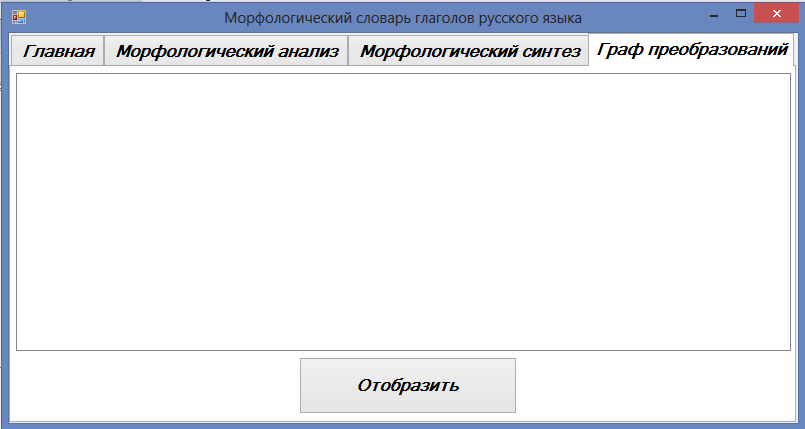 Морфологический словарь глаголов русского языка
Главная Морфологический анализ Морфологический синтез Граф преобразований
Отобразить